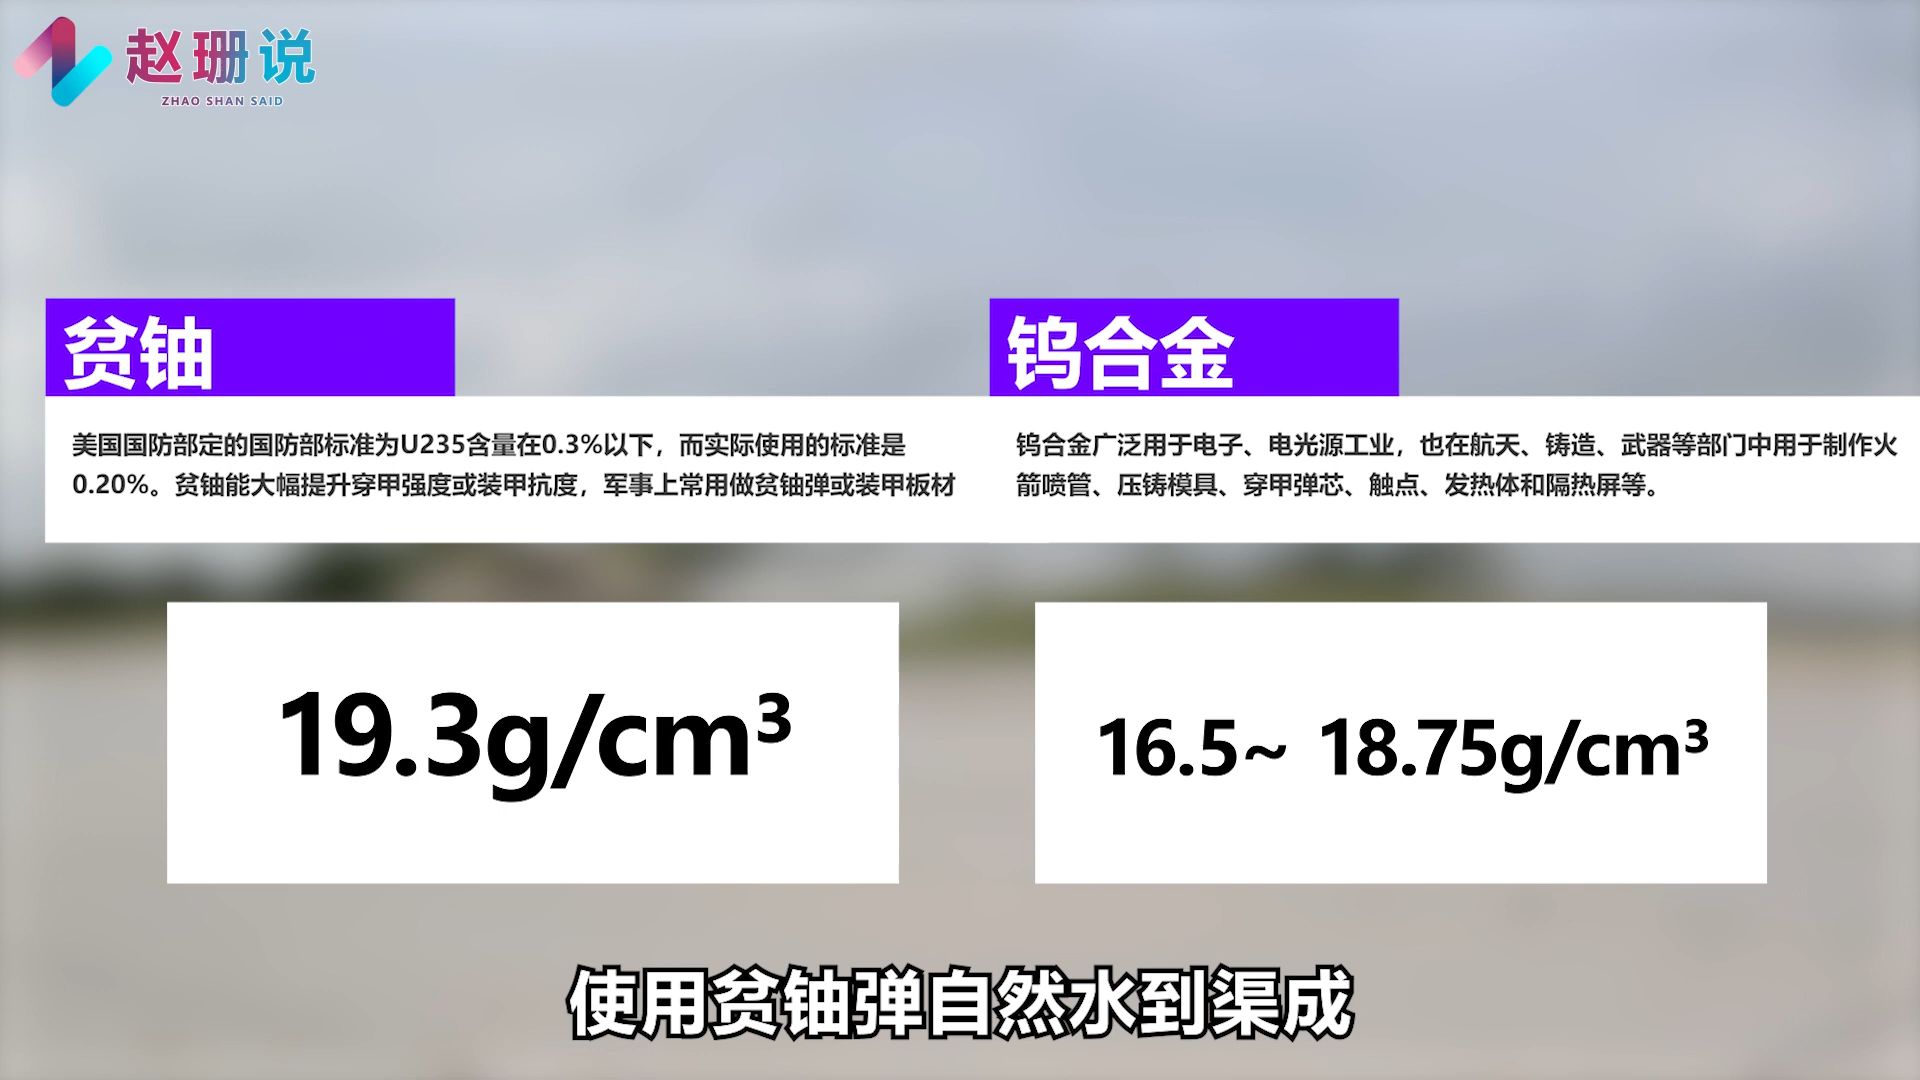 赵珊说
ZHAO SHAN SAID
贫铀
美国国防部定的国防部标准为U235含量在0.3%以下，而实际使用的标准是
0.20%。贫铀能大幅提升穿甲强度或装甲抗度，军事上常用做贫铀弹或装甲板材
19.3g/cm³
钨合金
钨合金广泛用于电子、电光源工业，也在航天、铸造、武器等部门中用于制作火
箭喷管、压铸模具、穿甲弹芯、触点、发热体和隔热屏等。
16.5~ 18.75g/cm³
使用贫铀弹自然水到渠成